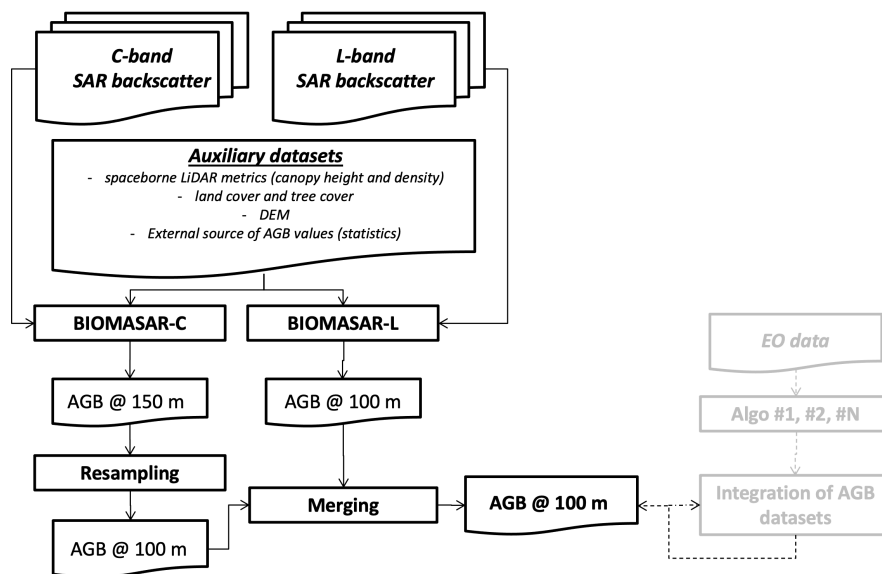 C-band
SAR backscatter
L-band
SAR backscatter
Auxiliary datasets
- spaceborne LiDAR metrics (canopy height and density)
- land cover and tree cover
- DEM
- External source of AGB values (statistics)
BIOMASAR-C
BIOMASAR-L
EO data
AGB @ 150 m
AGB @ 100 m
Algo #1, #2, #N
Resampling
Merging
AGB @ 100 m
Integration of AGB
datasets
AGB @ 100 m